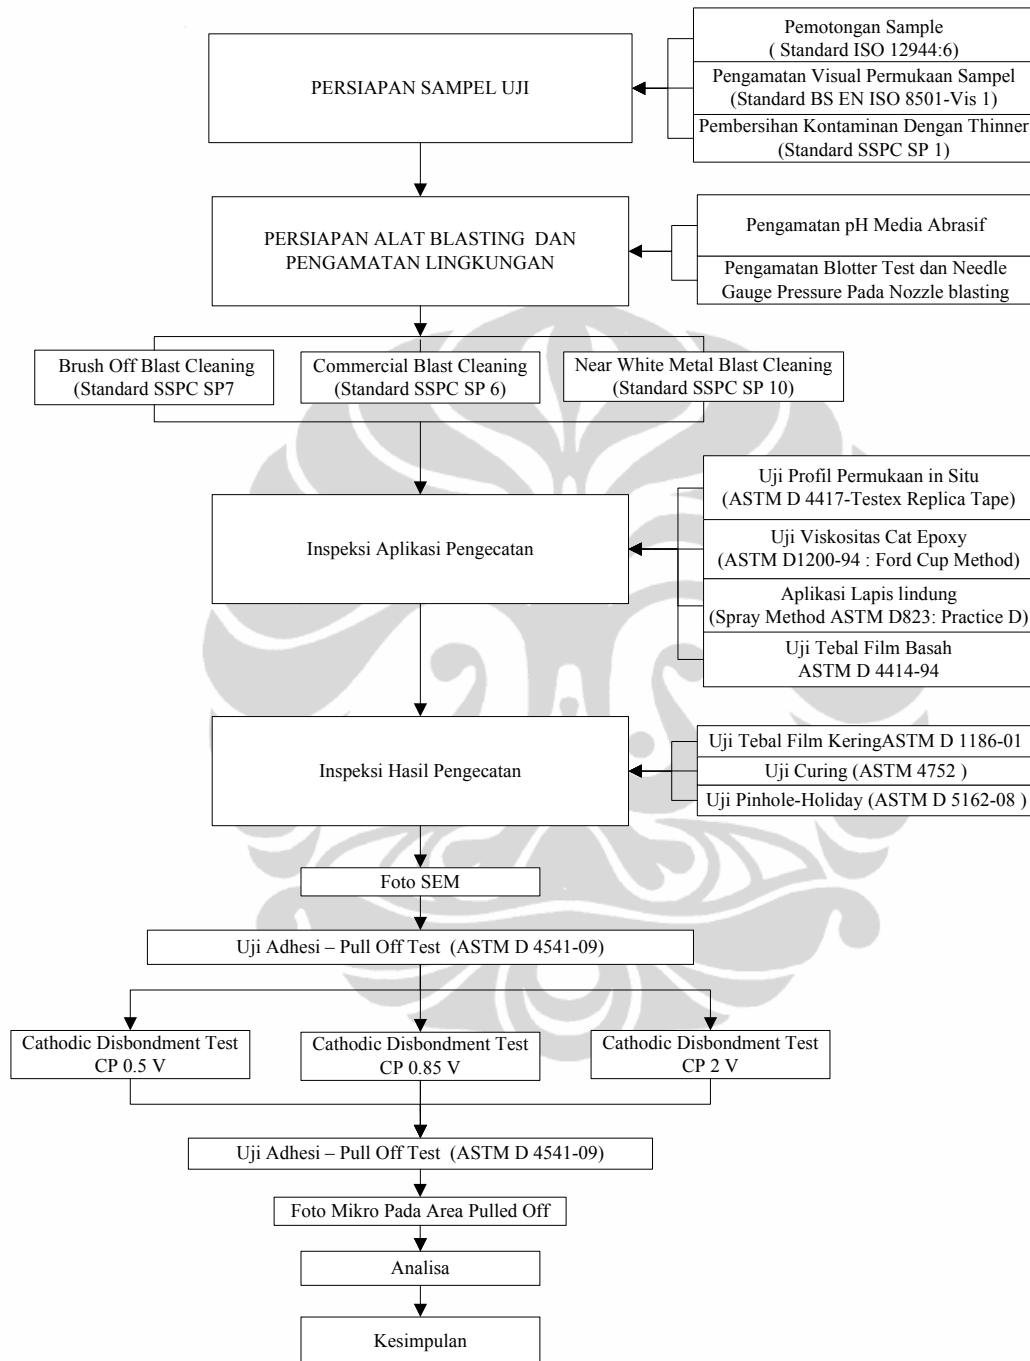 PERSIAPAN SAMPEL UJI
Pemotongan Sample
( Standard ISO 12944:6)
Pengamatan Visual Permukaan Sampel
(Standard BS EN ISO 8501-Vis 1)
Pembersihan Kontaminan Dengan Thinner
(Standard SSPC SP 1)
PERSIAPAN ALAT BLASTING DAN
PENGAMATAN LINGKUNGAN
Pengamatan pH Media Abrasif
Pengamatan Blotter Test dan Needle
Gauge Pressure Pada Nozzle blasting
Brush Off Blast Cleaning
(Standard SSPC SP7
Commercial Blast Cleaning
(Standard SSPC SP 6)
Near White Metal Blast Cleaning
(Standard SSPC SP 10)
Inspeksi Aplikasi Pengecatan
Uji Profil Permukaan in Situ
(ASTM D 4417-Testex Replica Tape)
Uji Viskositas Cat Epoxy
(ASTM D1200-94 : Ford Cup Method)
Aplikasi Lapis lindung
(Spray Method ASTM D823: Practice D)
Uji Tebal Film Basah
ASTM D 4414-94
Inspeksi Hasil Pengecatan
Uji Tebal Film KeringASTM D 1186-01
Uji Curing (ASTM 4752 )
Uji Pinhole-Holiday (ASTM D 5162-08 )
Foto SEM
Uji Adhesi – Pull Off Test (ASTM D 4541-09)
Cathodic Disbondment Test
CP 0.5 V
Cathodic Disbondment Test
CP 0.85 V
Cathodic Disbondment Test
CP 2 V
Uji Adhesi – Pull Off Test (ASTM D 4541-09)
Foto Mikro Pada Area Pulled Off
Analisa
Kesimpulan